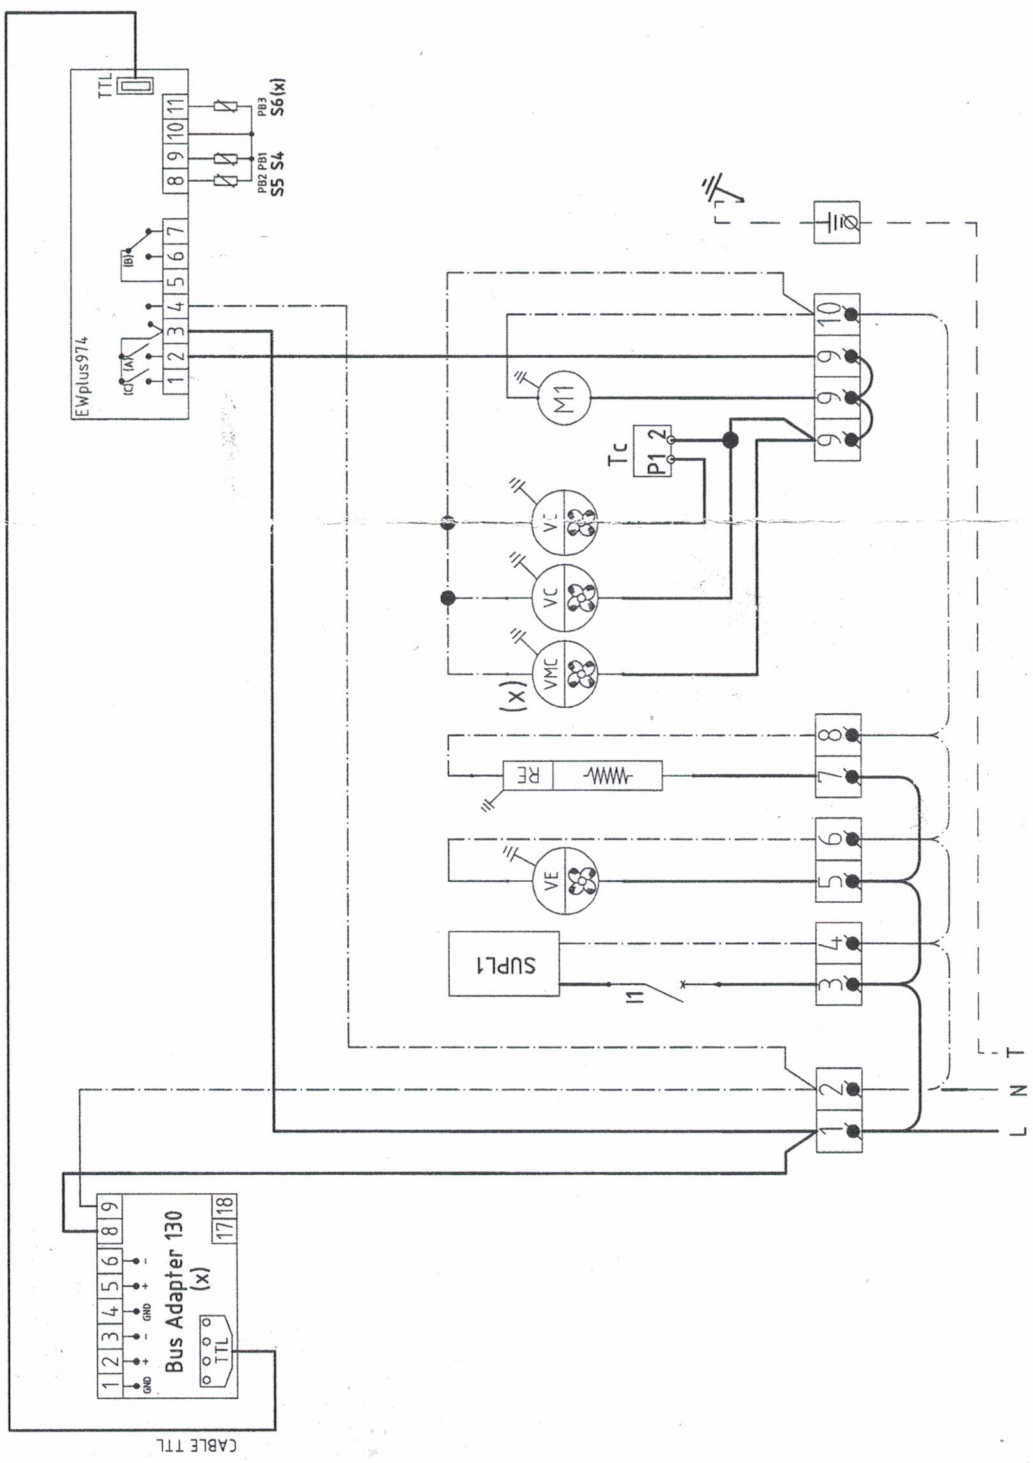 EWplus974
TTL
(C) (A) (B)
1 2 3 4 5 6 7 8 9 10 11
PB2 PB1 PB3
S5 S4 S6(x)
CABLE TTL
1 2 3 4 5 6 8 9
GND + - GND + -
Bus Adapter 130
(x)
TTL
17 18
SUPL1
I1
VE
RE
(x)
VMC
VC
Tc
P1 2
M1
1 2 3 4 5 6 7 8 9 9 9 10
L N T